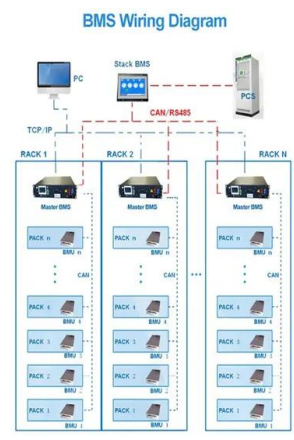 BMS Wiring Diagram
Stack BMS
PC
PCS
CAN/RS485
TCP/IP
RACK 1
RACK 2
RACK N
Master BMS
Master BMS
Master BMS
PACK n
PACK n
PACK n
BMU n
BMU n
BMU n
CAN
CAN
CAN
PACK 4
PACK 4
PACK 4
BMU 4
BMU 4
BMU 4
PACK 3
PACK 3
PACK 3
BMU 3
BMU 3
BMU 3
PACK 2
PACK 2
PACK 2
BMU 2
BMU 2
BMU 2
PACK 1
PACK 1
PACK 1
BMU 1
BMU 1
BMU 1